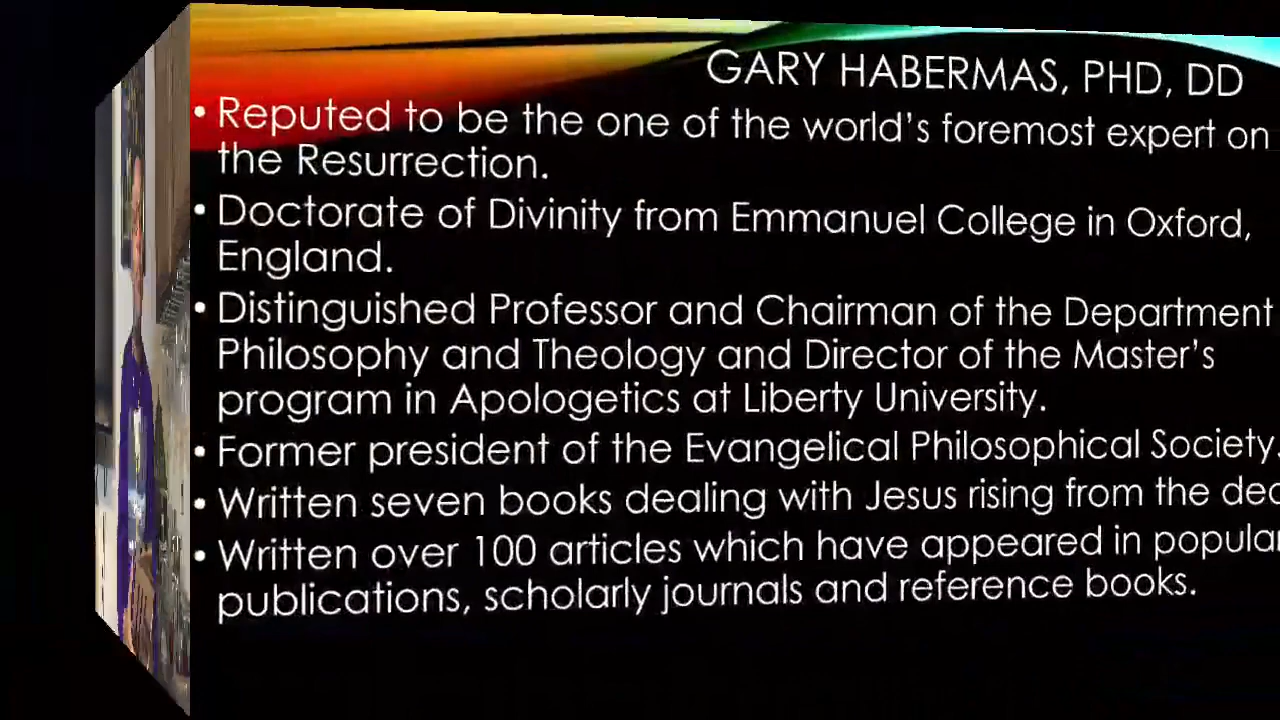 GARY HABERMAS, PHD, DD
• Reputed to be the one of the world's foremost expert on
the Resurrection.
• Doctorate of Divinity from Emmanuel College in Oxford,
England.
• Distinguished Professor and Chairman of the Department
Philosophy and Theology and Director of the Master's
program in Apologetics at Liberty University.
• Former president of the Evangelical Philosophical Society.
• Written seven books dealing with Jesus rising from the
• Written over 100 articles which have appeared in
publications, scholarly journals and reference books.